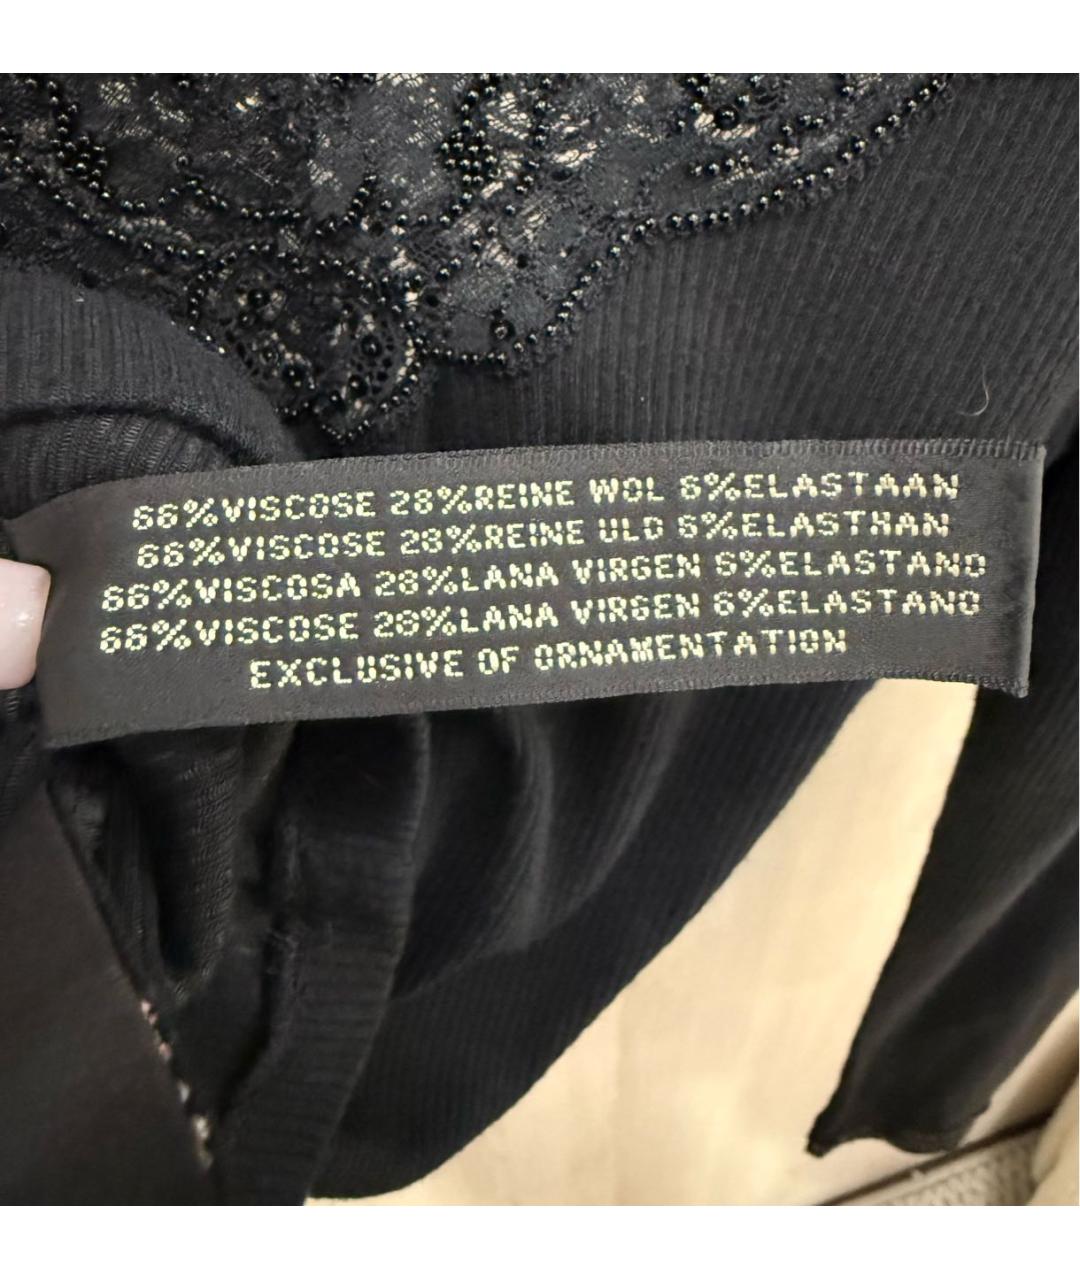 66%VISCOSE 28%REINE WOL 6%ELASTAAN
66%VISCOSE 28%REINE ULD 6%ELASTHAN
66%VISCOSA 28%LANA VIRGEN 6%ELASTANO
66%VISCOSE 28%LANA VIRGEN 6%ELASTANO
EXCLUSIVE OF ORNAMENTATION